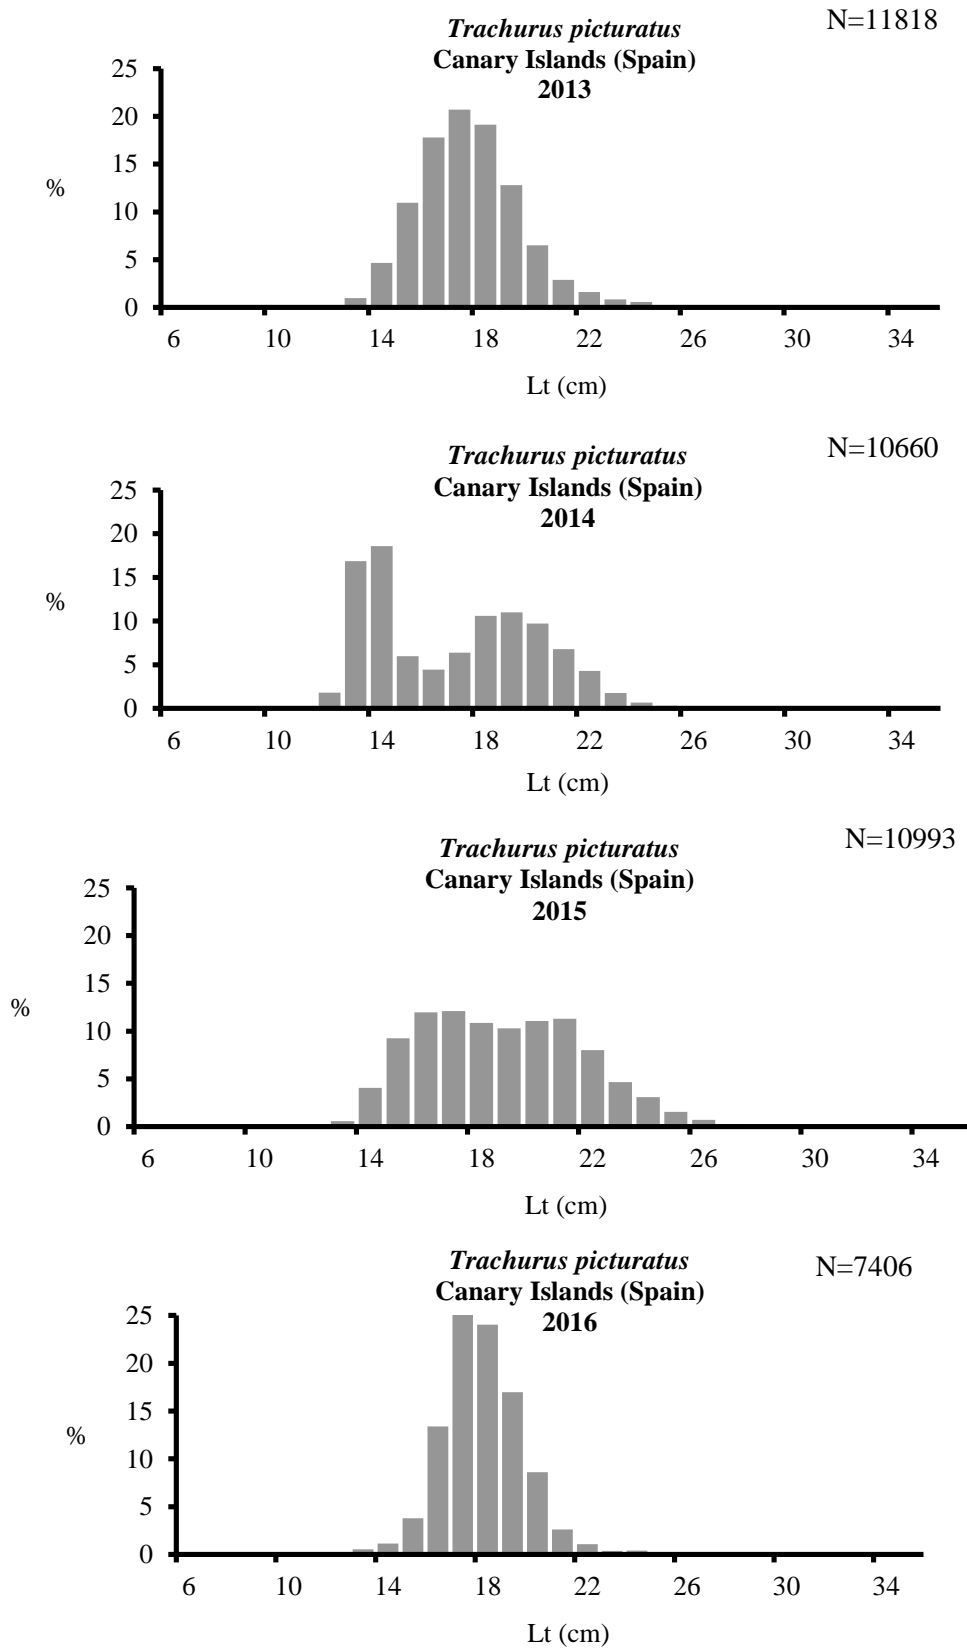 N=11818
Trachurus picturatus
Canary Islands (Spain)
2013
25
20
15
%
10
5
0
6 10 14 18 22 26 30 34
Lt (cm)
N=10660
Trachurus picturatus
Canary Islands (Spain)
2014
25
20
15
%
10
5
0
6 10 14 18 22 26 30 34
Lt (cm)
N=10993
Trachurus picturatus
Canary Islands (Spain)
2015
25
20
15
%
10
5
0
6 10 14 18 22 26 30 34
Lt (cm)
Trachurus picturatus
N=7406
Canary Islands (Spain)
2016
25
20
15
%
10
5
0
6 10 14 18 22 26 30 34
Lt (cm)